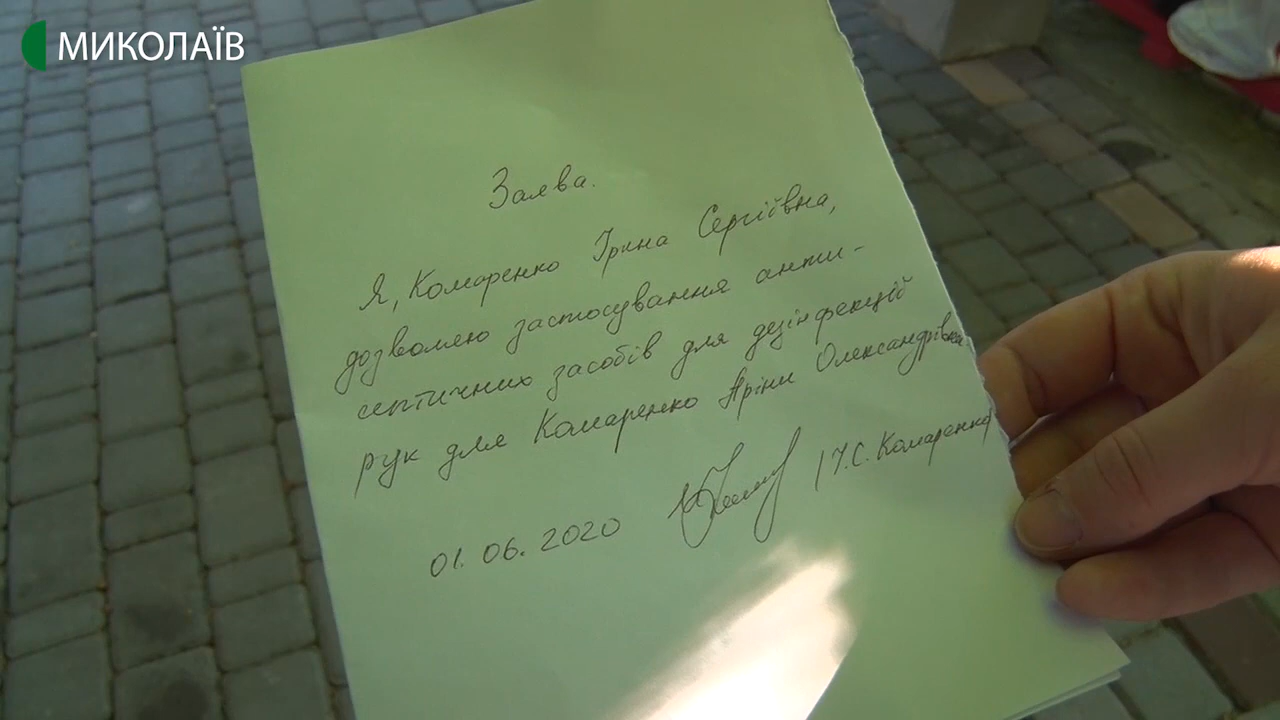 МИКОЛАЇВ
Заява.
Я, Комаренко Ірина Сергіївна,
дозволяю застосування анти-
септичних засобів для дезінфекції
рук для Комаренко Аріни Олександрівна
01.06.2020 І.С. Комаренко